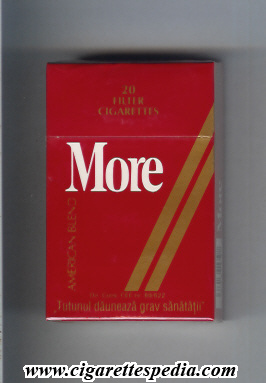 20
FILTER
CIGARETTES
More
AMERICAN BLEND
"Tutunul dăunează grav sănătăţii"
www.cigarettespedia.com